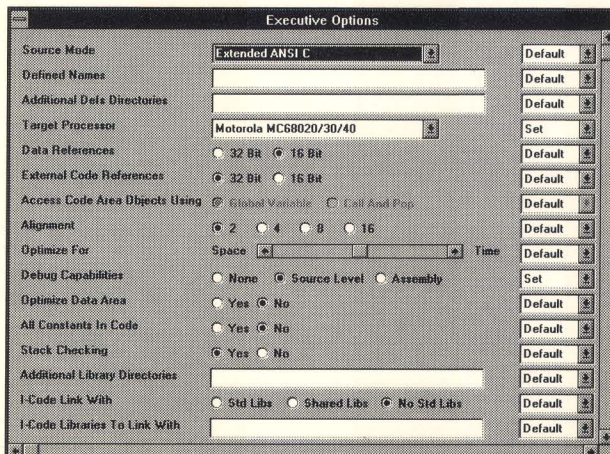 Executive Options
Source Mode Extended ANSI C Default
Defined Names Default
Additional Defs Directories Default
Target Processor Motorola MC68020/30/40 Set
Data References 32 Bit 16 Bit Default
External Code References 32 Bit 16 Bit Default
Access Code Area Objects Using Global Variable Call And Pop Default
Alignment 2 4 8 16 Default
Optimize For Space Time Default
Debug Capabilities None Source Level Assembly Set
Optimize Data Area Yes No Default
All Constants In Code Yes No Default
Stack Checking Yes No Default
Additional Library Directories Default
I-Code Link With Std Libs Shared Libs No Std Libs Default
I-Code Libraries To Link With Default